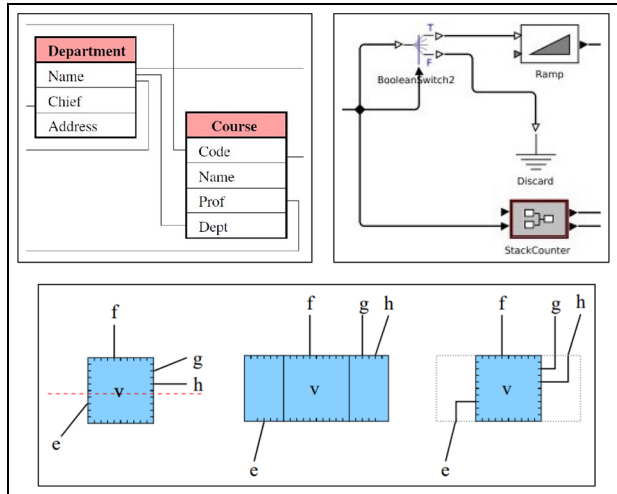 Department
Name
Chief
Address
Course
Code
Name
Prof
Dept
T
F
BooleanSwitch2
Ramp
Discard
StackCounter
f
g
h
v
e
f
g h
v
e
f
g h
v
e